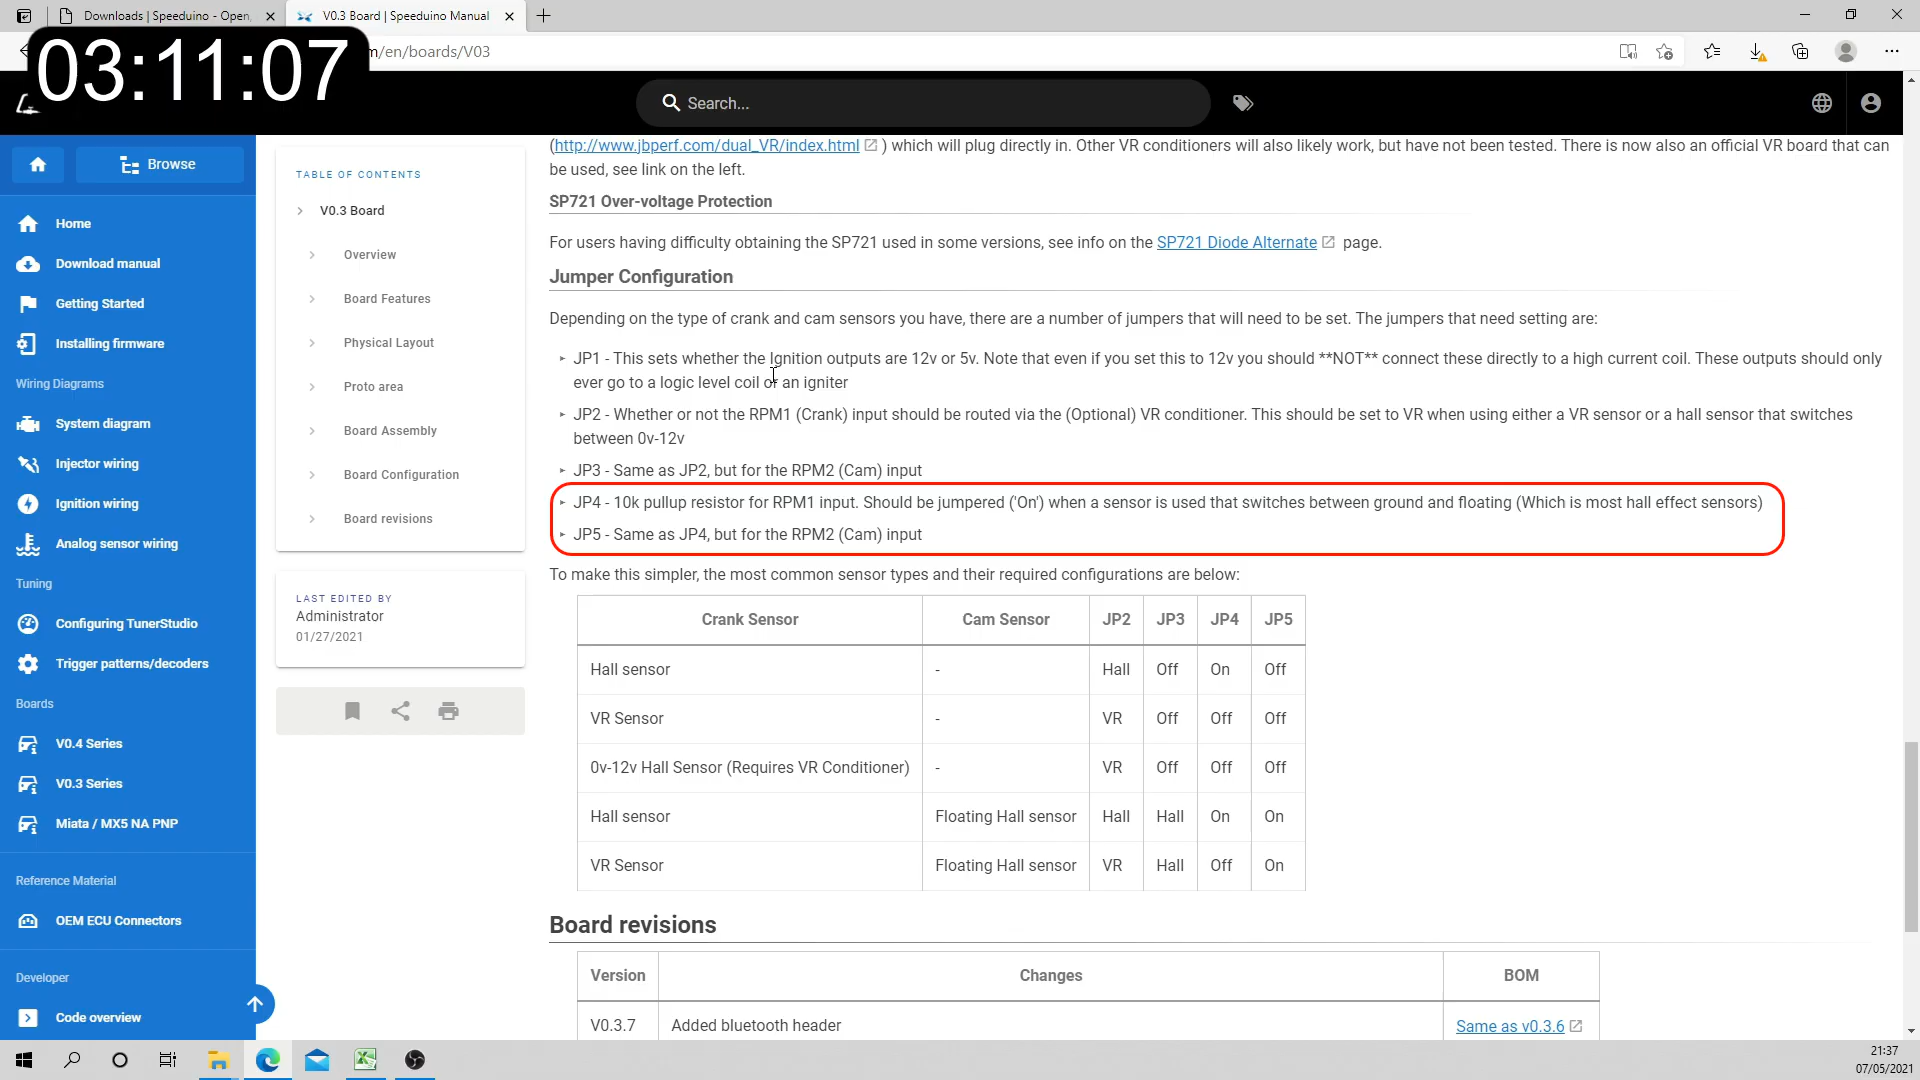 Downloads | Speeduino - Open
V0.3 Board | Speeduino Manual
03:11:07
m/en/boards/V03
Search...
Browse
Home
Download manual
Getting Started
Installing firmware
Wiring Diagrams
System diagram
Injector wiring
Ignition wiring
Analog sensor wiring
Tuning
Configuring TunerStudio
Trigger patterns/decoders
Boards
V0.4 Series
V0.3 Series
Miata / MX5 NA PNP
Reference Material
OEM ECU Connectors
Developer
Code overview
TABLE OF CONTENTS
V0.3 Board
Overview
Board Features
Physical Layout
Proto area
Board Assembly
Board Configuration
Board revisions
LAST EDITED BY
Administrator
01/27/2021
(http://www.jbperf.com/dual_VR/index.html ) which will plug directly in. Other VR conditioners will also likely work, but have not been tested. There is now also an official VR board that can
be used, see link on the left.
SP721 Over-voltage Protection
For users having difficulty obtaining the SP721 used in some versions, see info on the SP721 Diode Alternate page.
Jumper Configuration
Depending on the type of crank and cam sensors you have, there are a number of jumpers that will need to be set. The jumpers that need setting are:
JP1 - This sets whether the Ignition outputs are 12v or 5v. Note that even if you set this to 12v you should **NOT** connect these directly to a high current coil. These outputs should only
ever go to a logic level coil or an igniter
JP2 - Whether or not the RPM1 (Crank) input should be routed via the (Optional) VR conditioner. This should be set to VR when using either a VR sensor or a hall sensor that switches
between 0v-12v
JP3 - Same as JP2, but for the RPM2 (Cam) input
JP4 - 10k pullup resistor for RPM1 input. Should be jumpered ('On') when a sensor is used that switches between ground and floating (Which is most hall effect sensors)
JP5 - Same as JP4, but for the RPM2 (Cam) input
To make this simpler, the most common sensor types and their required configurations are below:
Crank Sensor Cam Sensor JP2 JP3 JP4 JP5
Hall sensor - Hall Off On Off
VR Sensor - VR Off Off Off
0v-12v Hall Sensor (Requires VR Conditioner) - VR Off Off Off
Hall sensor Floating Hall sensor Hall Hall On On
VR Sensor Floating Hall sensor VR Hall Off On
Board revisions
Version Changes BOM
V0.3.7 Added bluetooth header Same as v0.3.6
21:37
07/05/2021